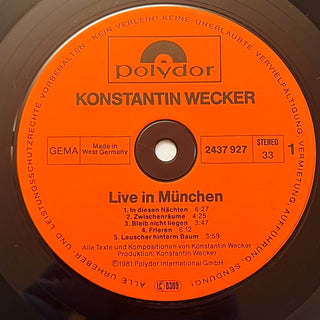 KEIN VERLEIH! KEINE UNERLAUBTE VERVIELFÄLTIGUNG, VERMIETUNG, AUFFÜHRUNG, SENDUNG!
ALLE URHEBER- UND LEISTUNGSSCHUTZRECHTE VORBEHALTEN
polydor
KONSTANTIN WECKER
GEMA
Made in
West Germany
2437 927
STEREO
33
1
Live in München
1. In diesen Nächten 6:27
2. Zwischenräume 4:25
3. Bleib nicht liegen 3:29
4. Frieren 6:12
5. Lauscher hinterm Baum 3:59
Alle Texte und Kompositionen von Konstantin Wecker
Produktion: Konstantin Wecker
Ⓟ 1981 Polydor International GmbH
LC 0309